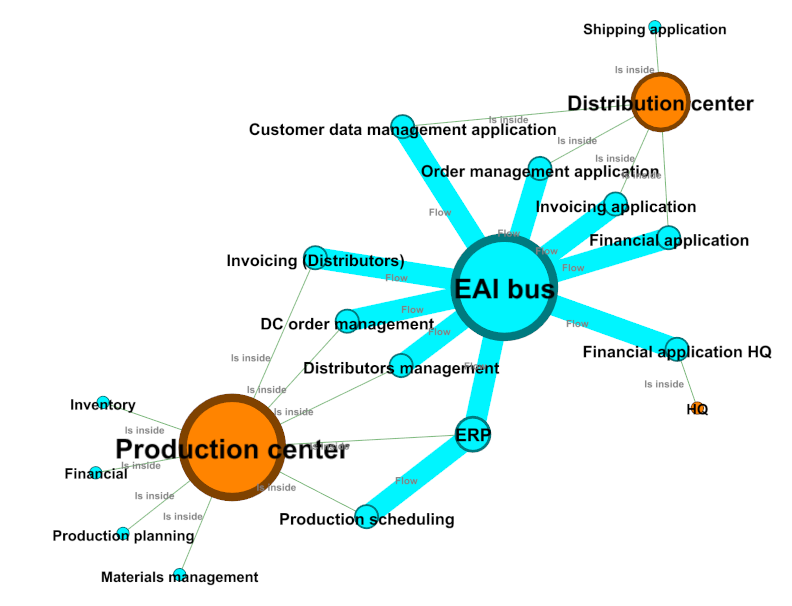 Shipping application
Is inside
Distribution center
Is inside
Customer data management application
Is inside
Is inside
Order management application
Is inside
Invoicing application
Flow
Flow
Financial application
Flow
Invoicing (Distributors)
Flow
Flow
EAI bus
Flow
DC order management
Flow
Flow
Financial application HQ
Is inside
Distributors management
Flow
Is inside
Is inside
HQ
Inventory
Is inside
Is inside
ERP
Production center
Is inside
Is inside
Financial
Flow
Is inside
Is inside
Is inside
Production scheduling
Production planning
Materials management